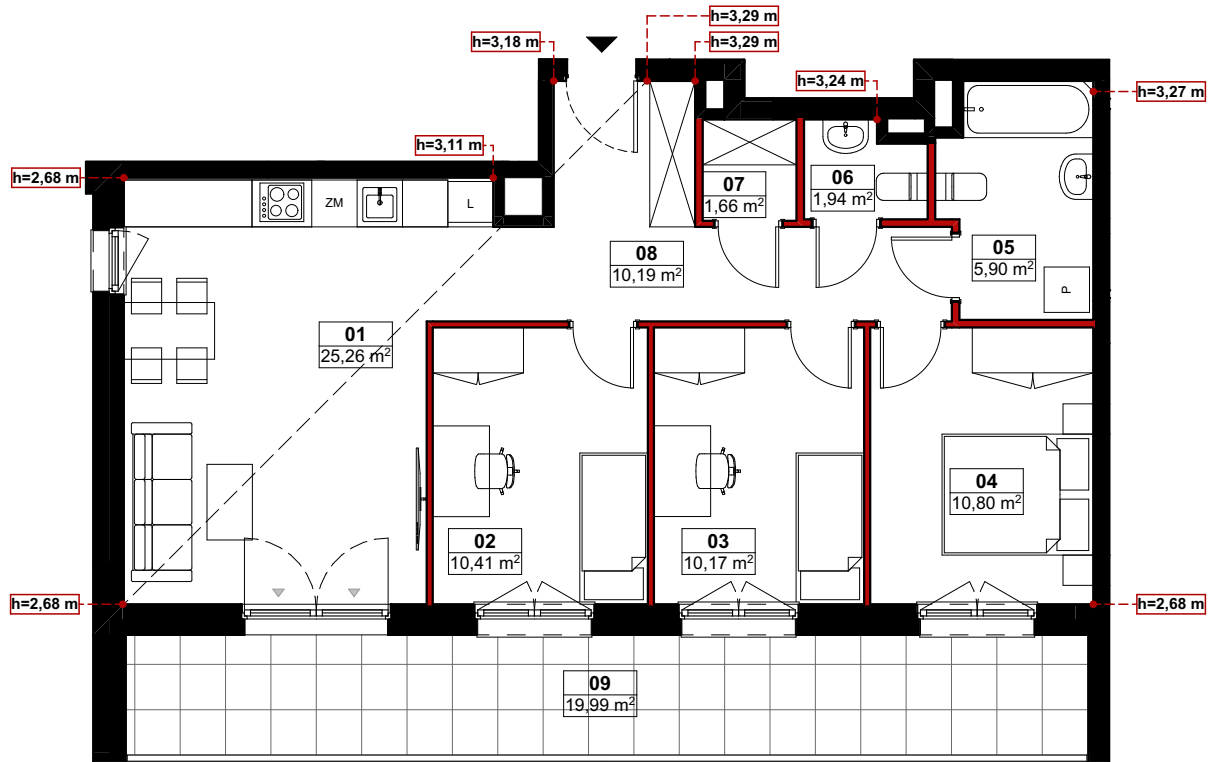 h=3,29 m
h=3,18 m
h=3,29 m
h=3,24 m
h=3,27 m
h=3,11 m
h=2,68 m
ZM
L
07
1,66 m²
06
1,94 m²
08
10,19 m²
05
5,90 m²
P
01
25,26 m²
04
10,80 m²
02
10,41 m²
03
10,17 m²
h=2,68 m
h=2,68 m
09
19,99 m²